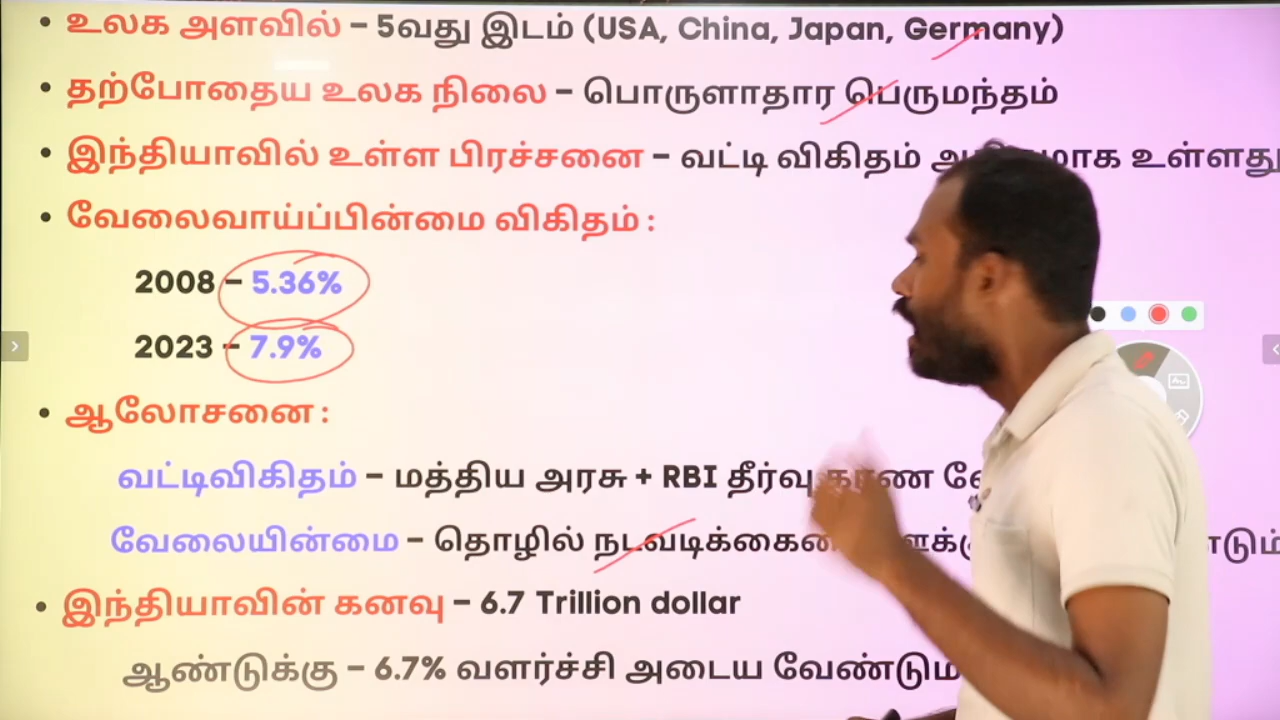 • உலக அளவில் – 5வது இடம் (USA, China, Japan, Germany)
• தற்போதைய உலக நிலை – பொருளாதார பெருமந்தம்
• இந்தியாவில் உள்ள பிரச்சனை – வட்டி விகிதம் உள்ளது
• வேலைவாய்ப்பின்மை விகிதம் :
2008 – 5.36%
2023 – 7.9%
• ஆலோசனை :
வட்டிவிகிதம் – மத்திய அரசு + RBI தீர்வு காண
வேலையின்மை – தொழில்
• இந்தியாவின் கனவு – 6.7 Trillion dollar
ஆண்டுக்கு – 6.7% வளர்ச்சி அடைய வேண்டும்